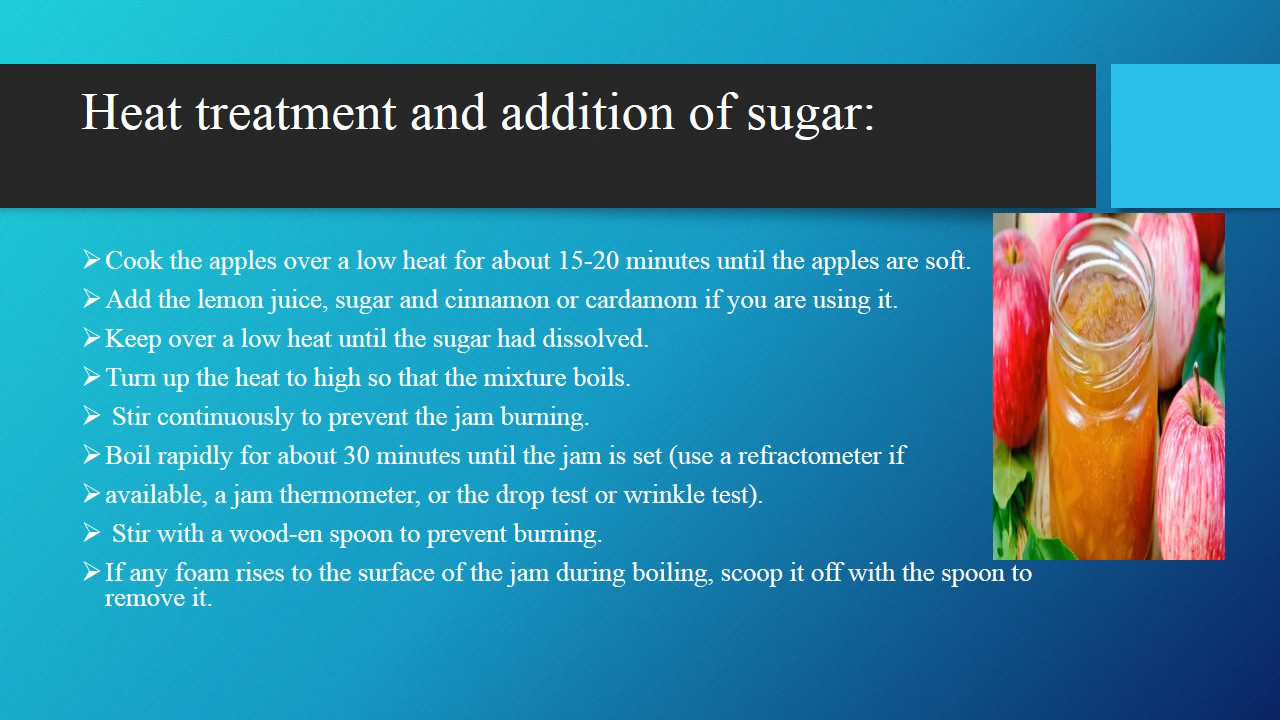 Heat treatment and addition of sugar:
➢Cook the apples over a low heat for about 15-20 minutes until the apples are soft.
➢Add the lemon juice, sugar and cinnamon or cardamom if you are using it.
➢Keep over a low heat until the sugar had dissolved.
➢Turn up the heat to high so that the mixture boils.
➢ Stir continuously to prevent the jam burning.
➢Boil rapidly for about 30 minutes until the jam is set (use a refractometer if
➢available, a jam thermometer, or the drop test or wrinkle test).
➢ Stir with a wood-en spoon to prevent burning.
➢If any foam rises to the surface of the jam during boiling, scoop it off with the spoon to
remove it.